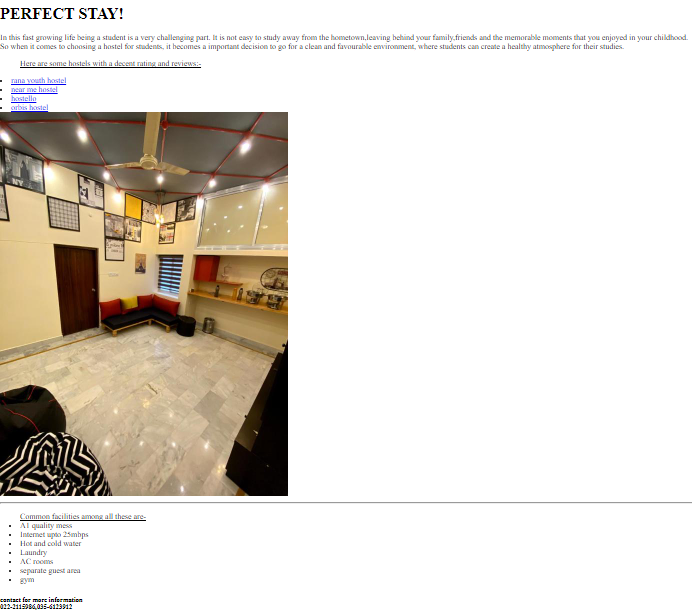 PERFECT STAY!
In this fast growing life being a student is a very challenging part. It is not easy to study away from the hometown,leaving behind your family,friends and the memorable moments that you enjoyed in your childhood.
So when it comes to choosing a hostel for students, it becomes a important decision to go for a clean and favourable environment, where students can create a healthy atmosphere for their studies.
Here are some hostels with a decent rating and reviews:-
rana youth hostel
near me hostel
hostello
orbis hostel
NY
Common facilities among all these are-
A1 quality mess
Internet upto 25mbps
Hot and cold water
Laundry
AC rooms
separate guest area
gym
contact for more information
022-2115986,035-6123912